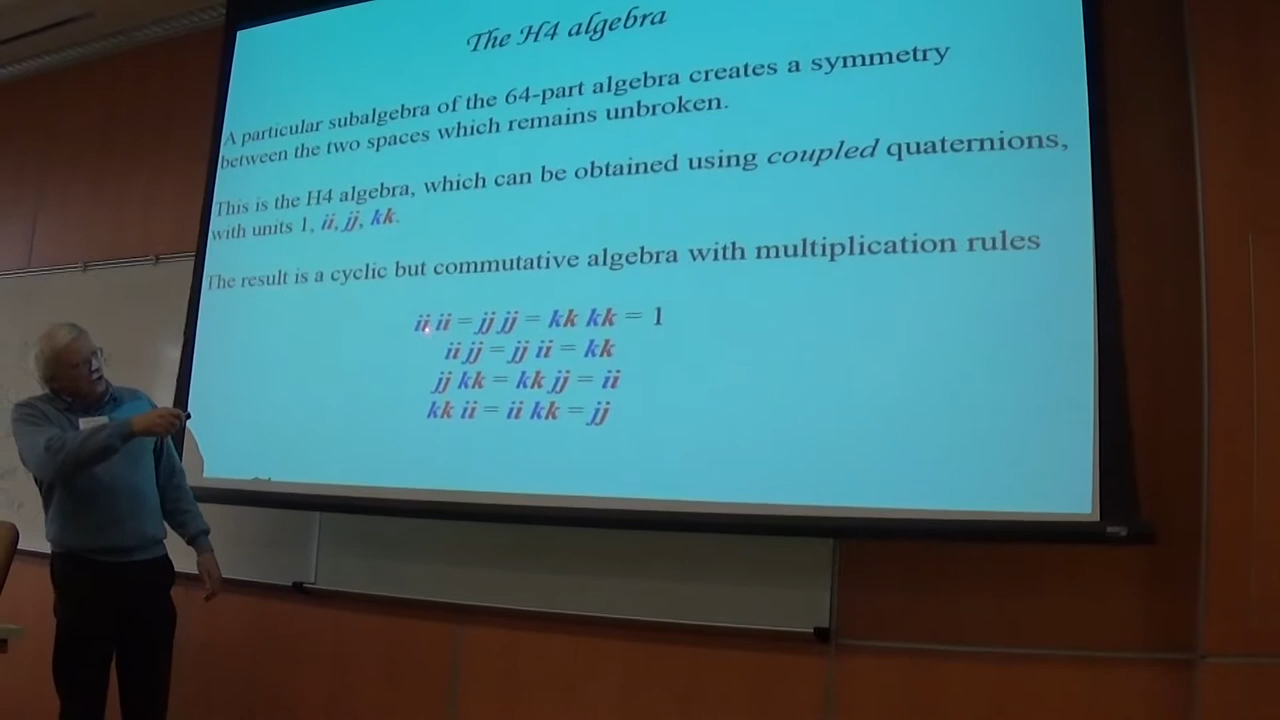 The H4 algebra
A particular subalgebra of the 64-part algebra creates a symmetry
between the two spaces which remains unbroken.
This is the H4 algebra, which can be obtained using coupled quaternions,
with units 1, ii, jj, kk.
The result is a cyclic but commutative algebra with multiplication rules
ii ii = jj jj = kk kk = 1
ii jj = jj ii = kk
jj kk = kk jj = ii
kk ii = ii kk = jj